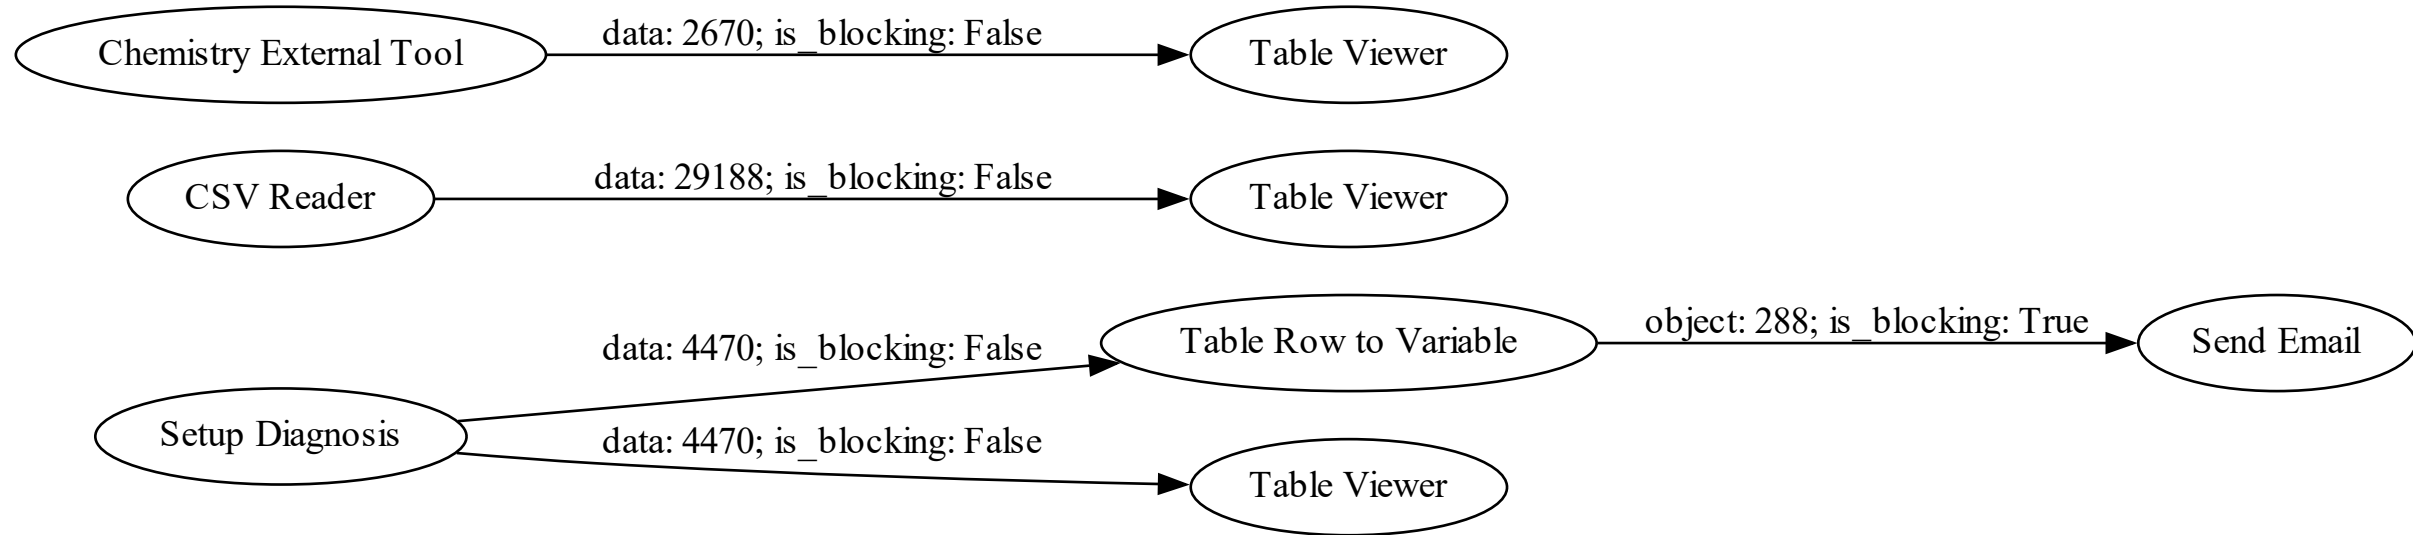 Chemistry External Tool
data: 2670; is_blocking: False
Table Viewer
CSV Reader
data: 29188; is_blocking: False
Table Viewer
Setup Diagnosis
data: 4470; is_blocking: False
Table Row to Variable
object: 288; is_blocking: True
Send Email
data: 4470; is_blocking: False
Table Viewer